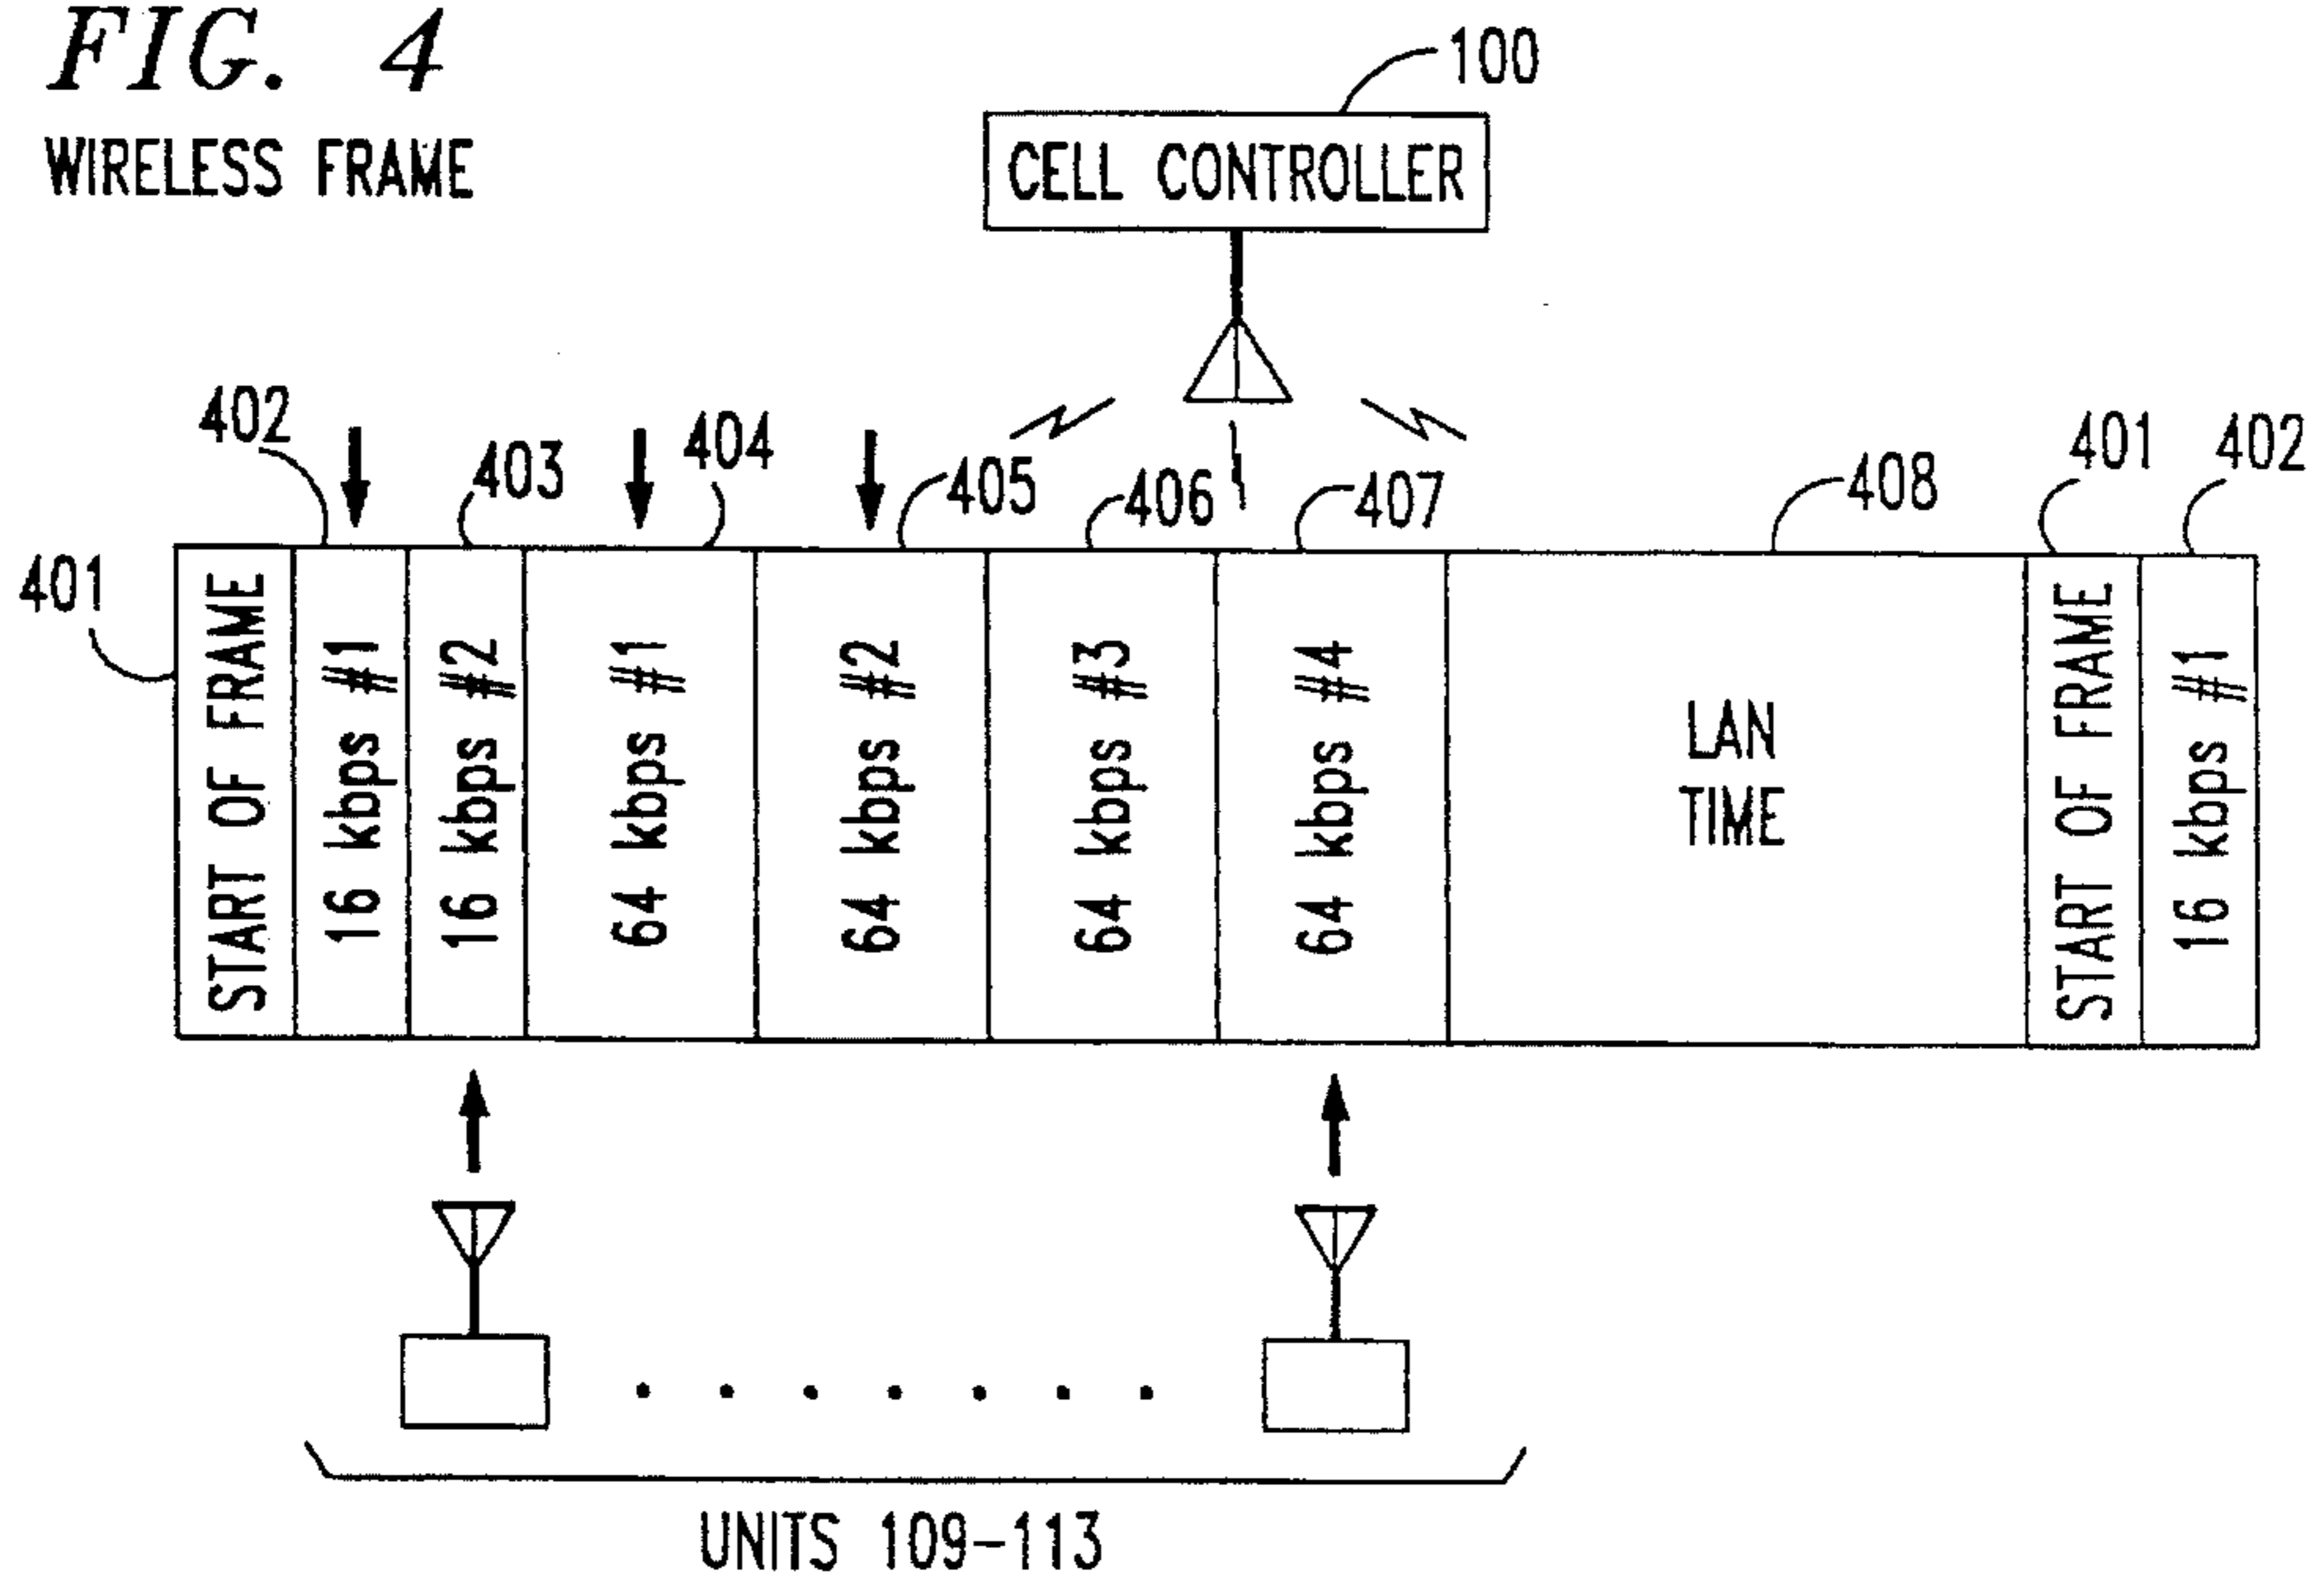 FIG. 4
WIRELESS FRAME
100
CELL CONTROLLER
402
403
404
405
406
407
408
401
402
401
START OF FRAME
16 kbps #1
16 kbps #2
64 kbps #1
64 kbps #2
64 kbps #3
64 kbps #4
LAN
TIME
START OF FRAME
16 kbps #1
UNITS 109-113